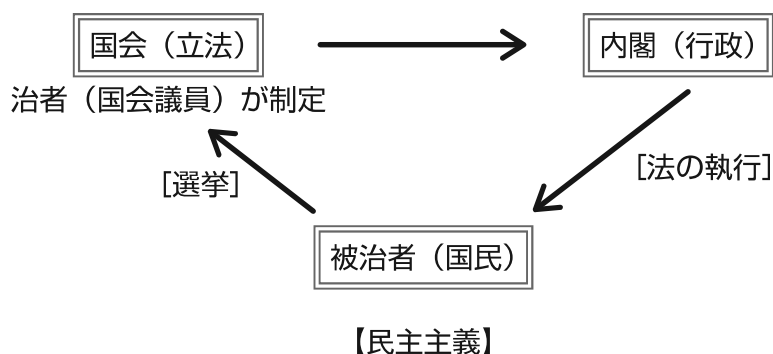 国会（立法）
内閣（行政）
治者（国会議員）が制定
［法の執行］
［選挙］
被治者（国民）
【民主主義】